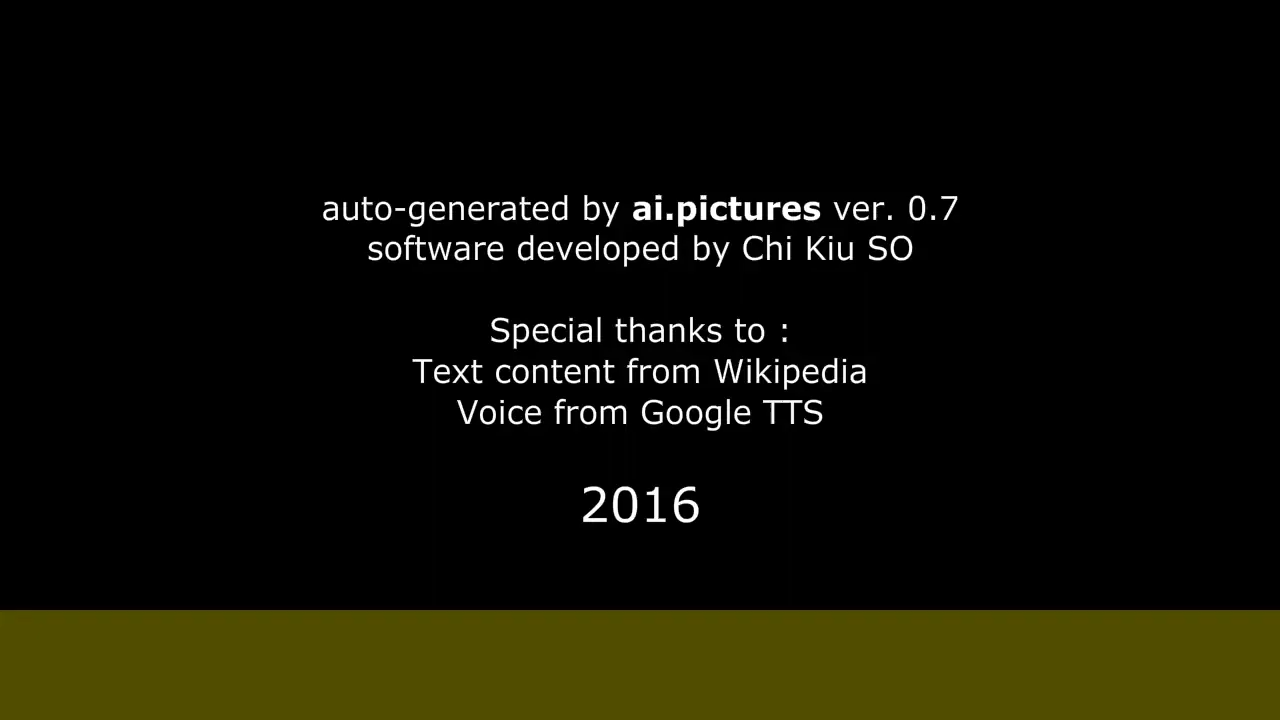 auto-generated by ai.pictures ver. 0.7
software developed by Chi Kiu SO
Special thanks to :
Text content from Wikipedia
Voice from Google TTS
2016